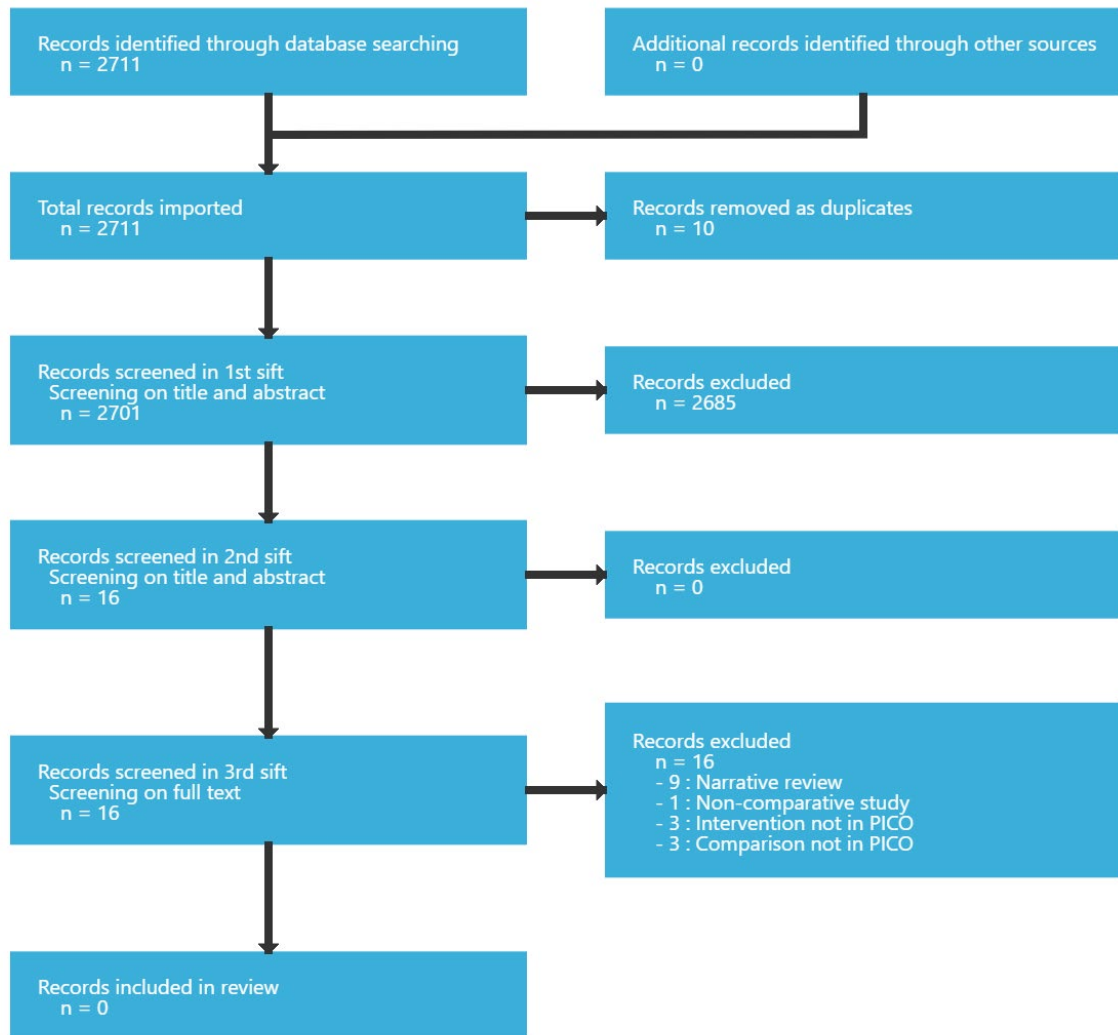 Records identified through database searching
n = 2711
Additional records identified through other sources
n = 0
Total records imported
n = 2711
Records removed as duplicates
n = 10
Records screened in 1st sift
Screening on title and abstract
n = 2701
Records excluded
n = 2685
Records screened in 2nd sift
Screening on title and abstract
n = 16
Records excluded
n = 0
Records screened in 3rd sift
Screening on full text
n = 16
Records excluded
n = 16
- 9 : Narrative review
- 1 : Non-comparative study
- 3 : Intervention not in PICO
- 3 : Comparison not in PICO
Records included in review
n = 0